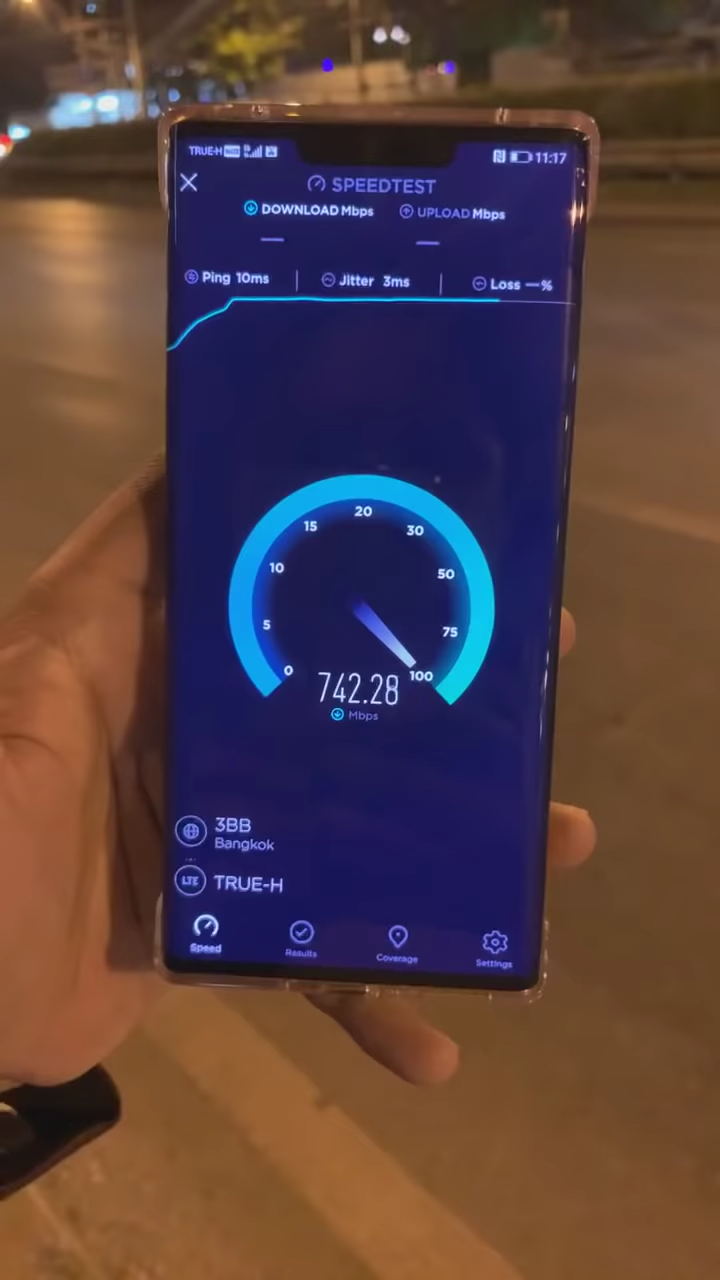 TRUE-H 11:17
SPEEDTEST
DOWNLOAD Mbps UPLOAD Mbps
— —
Ping 10ms Jitter 3ms Loss —%
20
15 30
10 50
5 75
0 100
742.28
Mbps
3BB
Bangkok
LTE TRUE-H
Speed Results Coverage Settings